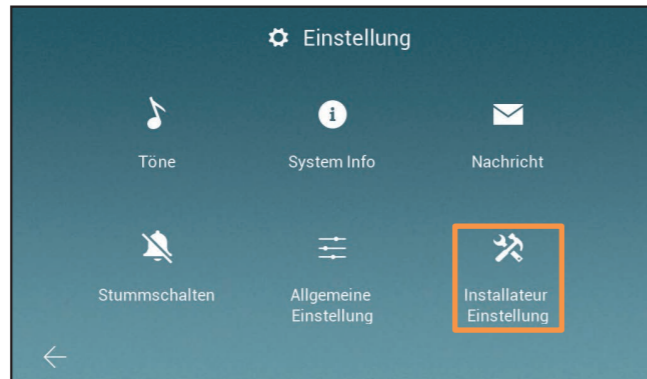 Einstellung
Töne
System Info
Nachricht
Stummschalten
Allgemeine
Einstellung
Installateur
Einstellung